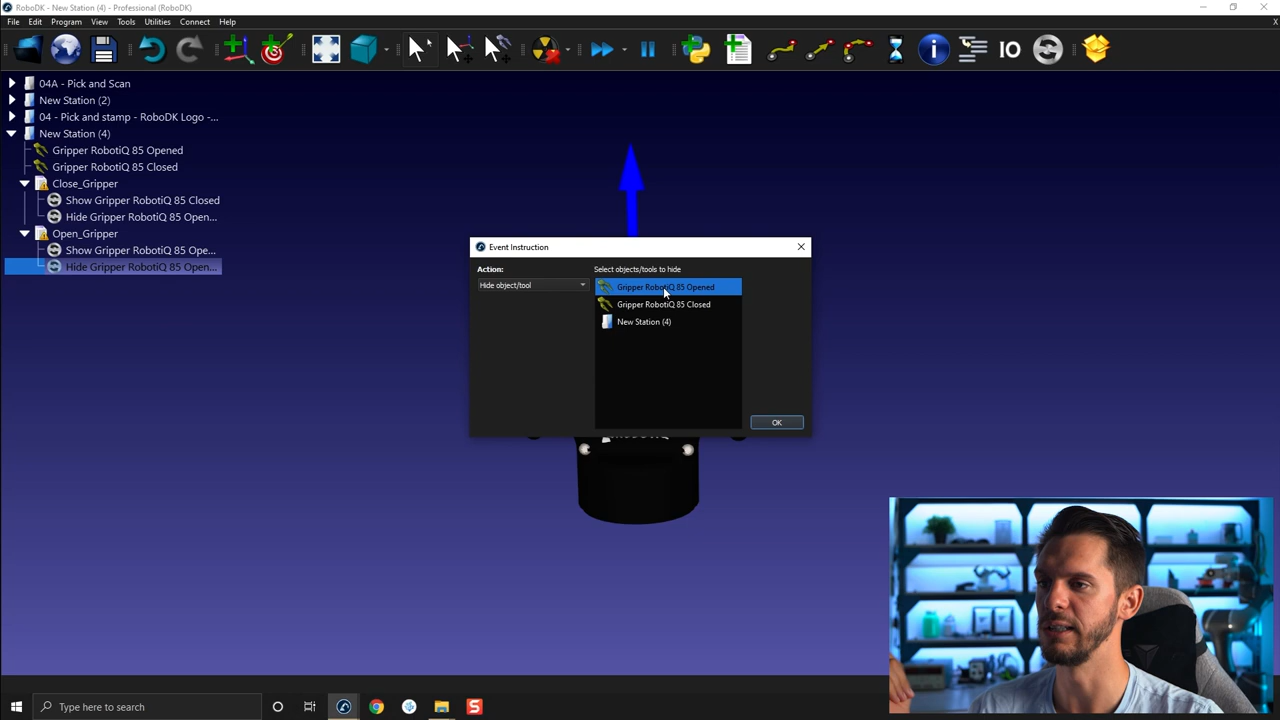 RoboDK - New Station (4) - Professional (RoboDK)
File Edit Program View Tools Utilities Connect Help
X
IO
04A - Pick and Scan
New Station (2)
04 - Pick and stamp - RoboDK Logo -...
New Station (4)
Gripper RobotiQ 85 Opened
Gripper RobotiQ 85 Closed
Close_Gripper
Show Gripper RobotiQ 85 Closed
Hide Gripper RobotiQ 85 Open...
Open_Gripper
Show Gripper RobotiQ 85 Ope...
Hide Gripper RobotiQ 85 Open...
Event Instruction
Action:
Hide object/tool
Select objects/tools to hide
Gripper RobotiQ 85 Opened
Gripper RobotiQ 85 Closed
New Station (4)
OK
Type here to search
S